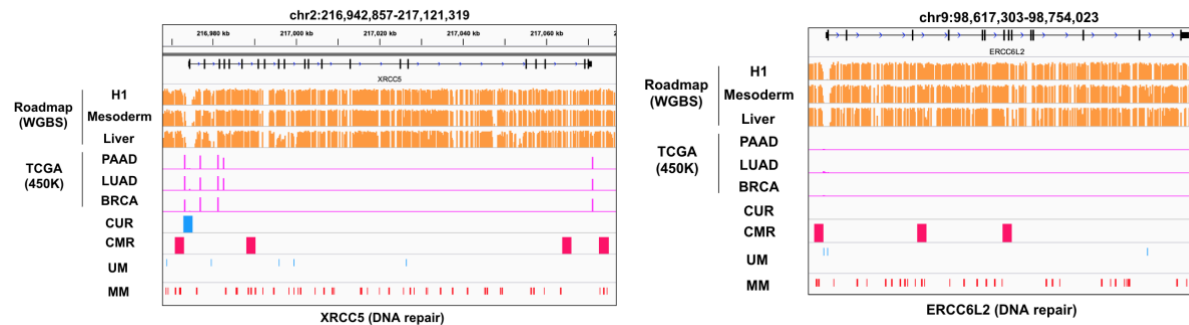 chr2:216,942,857-217,121,319
216,980 kb
217,000 kb
217,020 kb
217,040 kb
217,060 kb
XRCC5
Roadmap
(WGBS)
H1
Mesoderm
Liver
TCGA
(450K)
PAAD
LUAD
BRCA
CUR
CMR
UM
MM
XRCC5 (DNA repair)
chr9:98,617,303-98,754,023
ERCC6L2
Roadmap
(WGBS)
H1
Mesoderm
Liver
TCGA
(450K)
PAAD
LUAD
BRCA
CUR
CMR
UM
MM
ERCC6L2 (DNA repair)